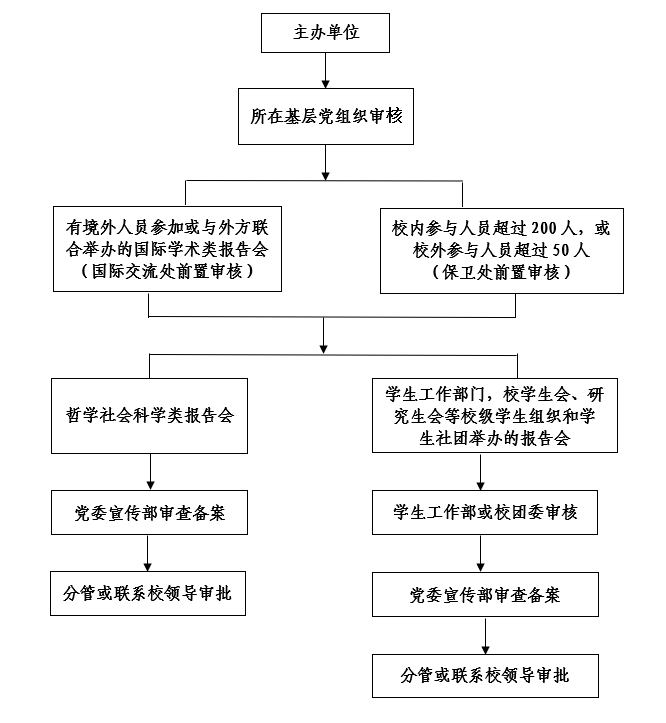 主办单位
所在基层党组织审核
有境外人员参加或与外方联
合举办的国际学术类报告会
（国际交流处前置审核）
校内参与人员超过 200 人，或
校外参与人员超过 50 人
（保卫处前置审核）
哲学社会科学类报告会
学生工作部门，校学生会、研
究生会等校级学生组织和学
生社团举办的报告会
党委宣传部审查备案
学生工作部或校团委审核
分管或联系校领导审批
党委宣传部审查备案
分管或联系校领导审批